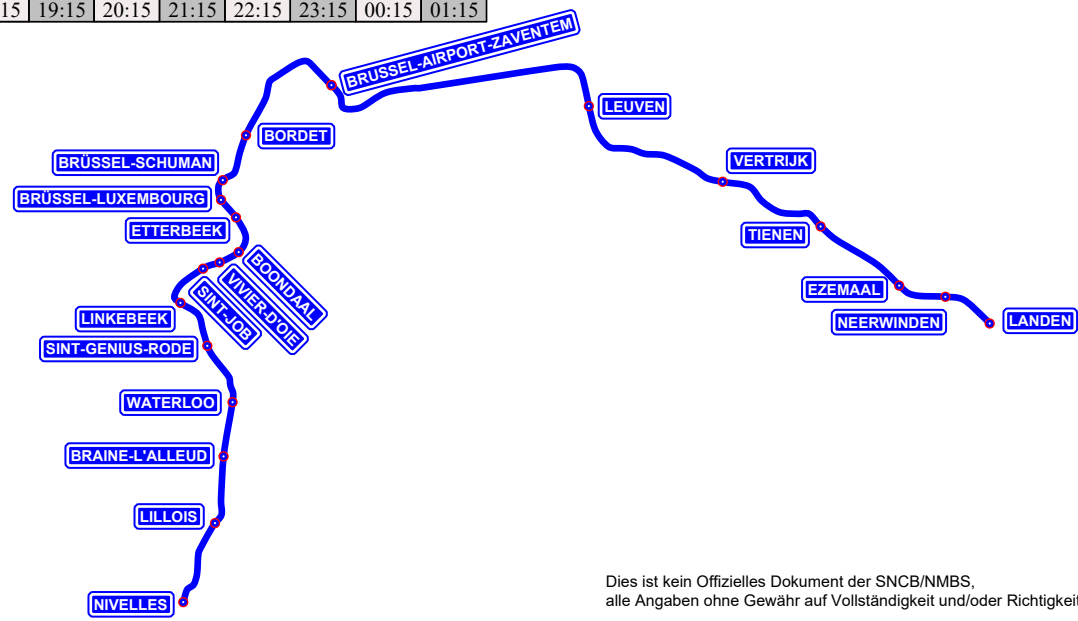 15 19:15 20:15 21:15 22:15 23:15 00:15 01:15
BRUSSEL-AIRPORT-ZAVENTEM
LEUVEN
BORDET
VERTRIJK
BRÜSSEL-SCHUMAN
BRÜSSEL-LUXEMBOURG
ETTERBEEK
TIENEN
BOONDAAL
VIVIER-D'OIE
SINT-JOB
EZEMAAL
LINKEBEEK
NEERWINDEN
LANDEN
SINT-GENIUS-RODE
WATERLOO
BRAINE-L'ALLEUD
LILLOIS
NIVELLES
Dies ist kein Offizielles Dokument der SNCB/NMBS,
alle Angaben ohne Gewähr auf Vollständigkeit und/oder Richtigkeit